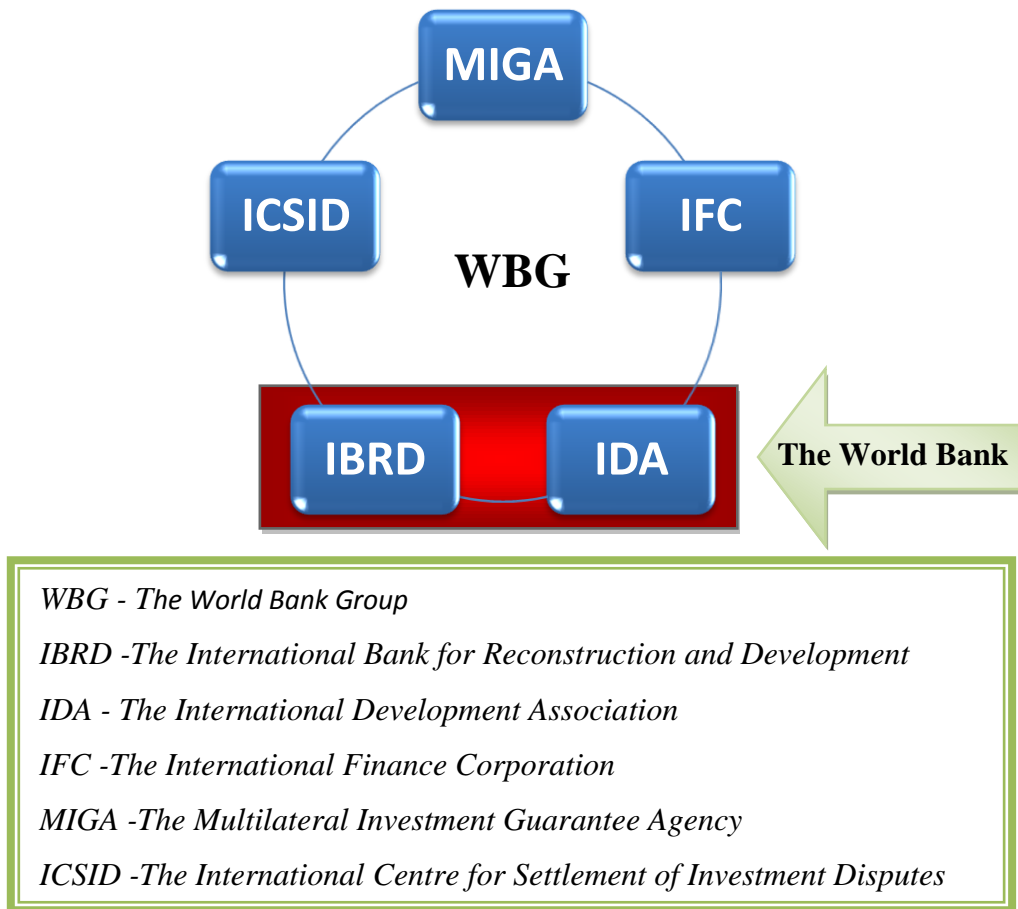 MIGA
ICSID
IFC
WBG
IBRD
IDA
The World Bank
WBG - The World Bank Group
IBRD -The International Bank for Reconstruction and Development
IDA - The International Development Association
IFC -The International Finance Corporation
MIGA -The Multilateral Investment Guarantee Agency
ICSID -The International Centre for Settlement of Investment Disputes